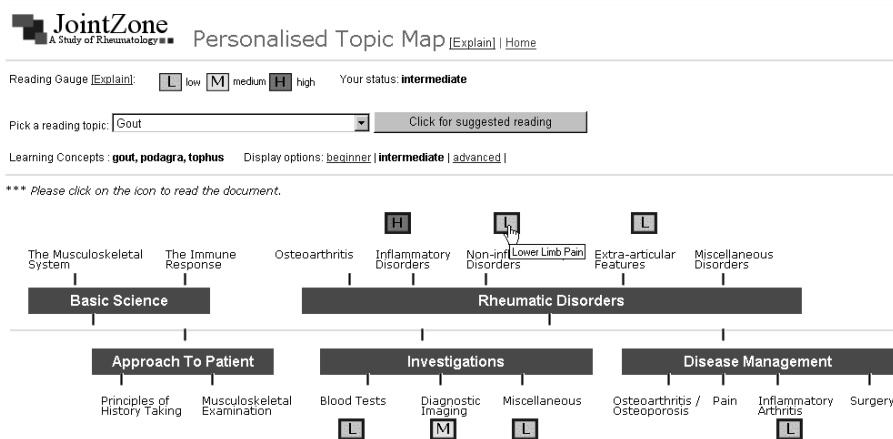 JointZone
A Study of Rheumatology
Personalised Topic Map [Explain] | Home
Reading Gauge [Explain]: L low M medium H high Your status: intermediate
Pick a reading topic: Gout Click for suggested reading
Learning Concepts : gout, podagra, tophus Display options: beginner | intermediate | advanced |
*** Please click on the icon to read the document.
H L L
Lower Limb Pain
The Musculoskeletal The Immune Osteoarthritis Inflammatory Extra-articular Miscellaneous
System Response Disorders Disorders Features Disorders
Basic Science Rheumatic Disorders
Approach To Patient Investigations Disease Management
Principles of Musculoskeletal Blood Tests Diagnostic Miscellaneous Osteoarthritis / Pain Inflammatory Surgery
History Taking Examination Imaging Osteoporosis Arthritis
L M L L